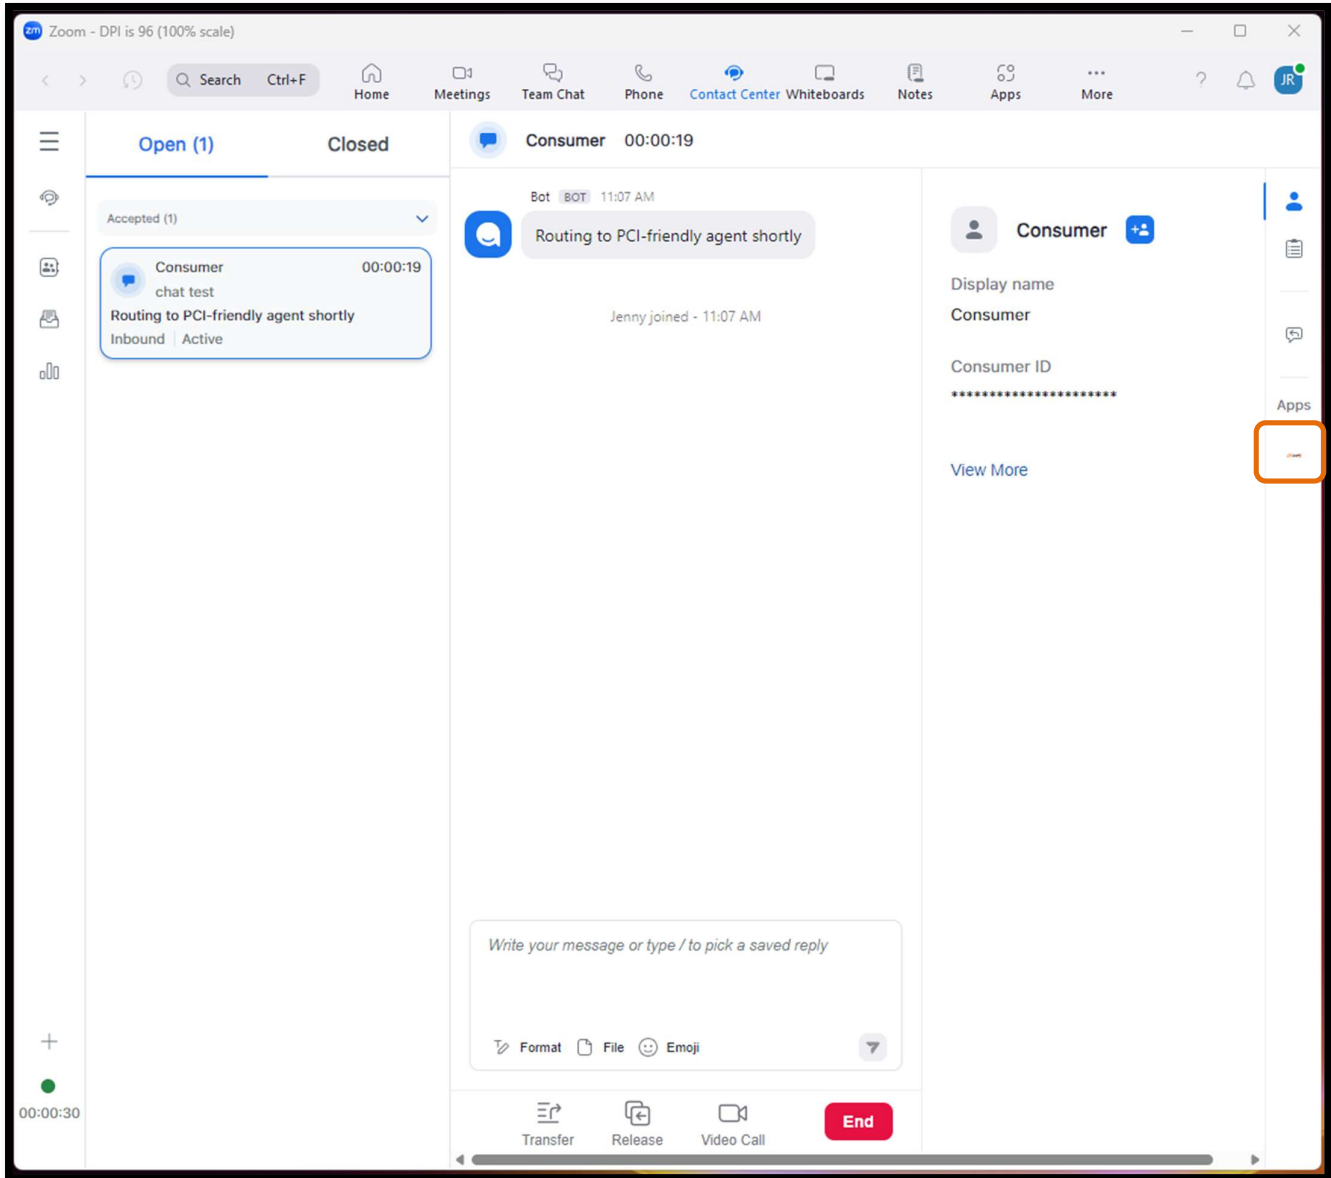 zm Zoom - DPI is 96 (100% scale)
Search Ctrl+F
Home
Meetings
Team Chat
Phone
Contact Center
Whiteboards
Notes
Apps
More
?
JR
Open (1)
Closed
Accepted (1)
Consumer 00:00:19
chat test
Routing to PCI-friendly agent shortly
Inbound Active
00:00:30
Consumer 00:00:19
Bot BOT 11:07 AM
Routing to PCI-friendly agent shortly
Jenny joined - 11:07 AM
Write your message or type / to pick a saved reply
Format File Emoji
Transfer
Release
Video Call
End
Consumer
Display name
Consumer
Consumer ID
**********************
View More
Apps